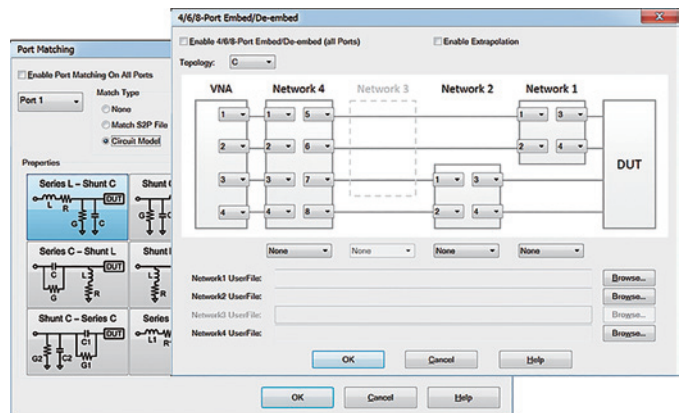 4/6/8-Port Embed/De-embed
Enable 4/6/8-Port Embed/De-embed (all Ports)
Enable Extrapolation
Topology: C
VNA Network 4 Network 3 Network 2 Network 1
1 1 5 1 3
2 2 6 2 4
3 3 7 1 3
4 4 8 2 4
DUT
None None None None
Network1 UserFile: Browse...
Network2 UserFile: Browse...
Network3 UserFile: Browse...
Network4 UserFile: Browse...
OK Cancel Help
Port Matching
Enable Port Matching On All Ports
Port 1
Match Type
None
Match S2P File
Circuit Model
Properties
Series L – Shunt C
L R DUT
G C
Shunt
G
Series C – Shunt L
C DUT
G L
R
Shunt
Shunt C – Series C
C1 DUT
G2 C2 G1
Series
L1
OK Cancel Help